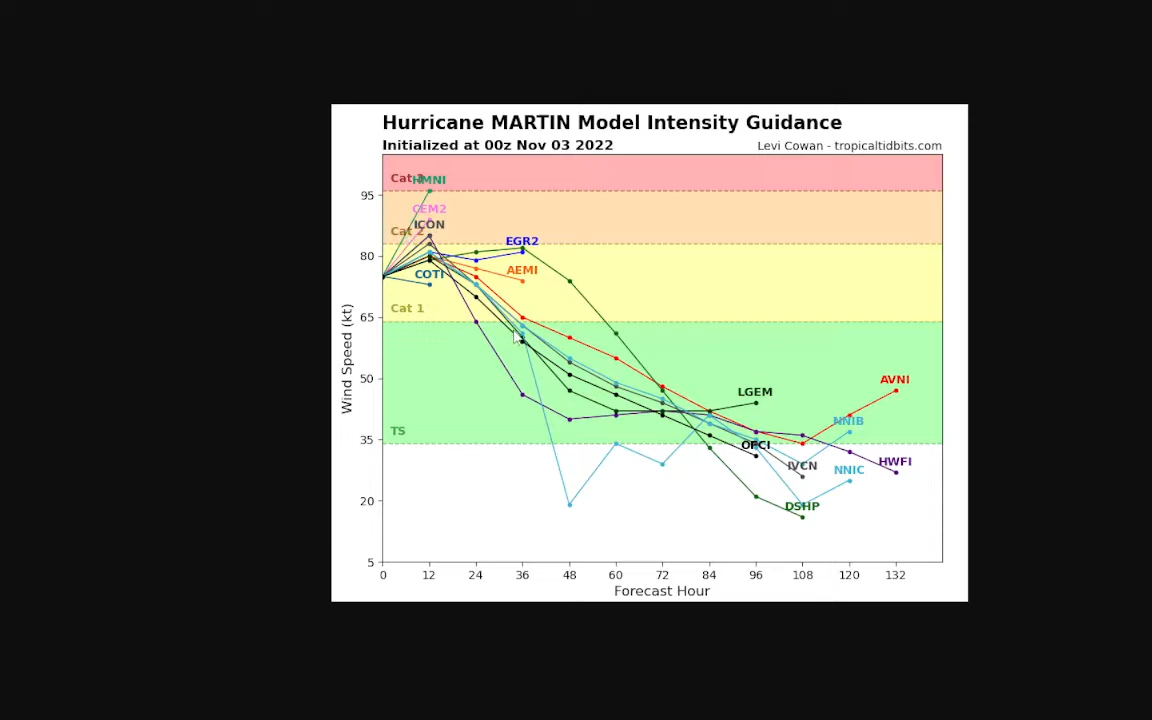 Hurricane MARTIN Model Intensity Guidance
Initialized at 00z Nov 03 2022
Levi Cowan - tropicaltidbits.com
Wind Speed (kt)
95
80
65
50
35
20
5
Cat 3
HMNI
CEM2
ICON
Cat 2
EGR2
AEMI
COTI
Cat 1
AVNI
LGEM
NNIB
TS
OFCI
HWFI
IVCN
NNIC
DSHP
0 12 24 36 48 60 72 84 96 108 120 132
Forecast Hour